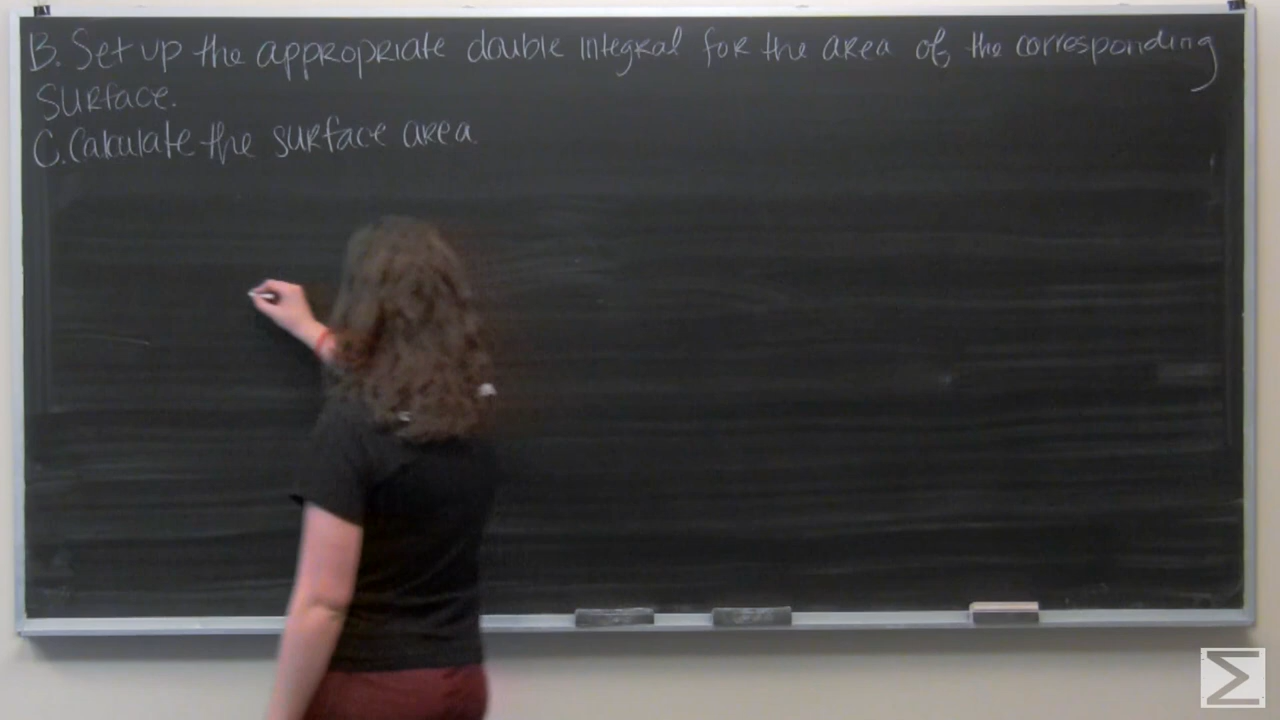 B. Set up the appropriate double integral for the area of the corresponding
surface.
C. Calculate the surface area.
Σ